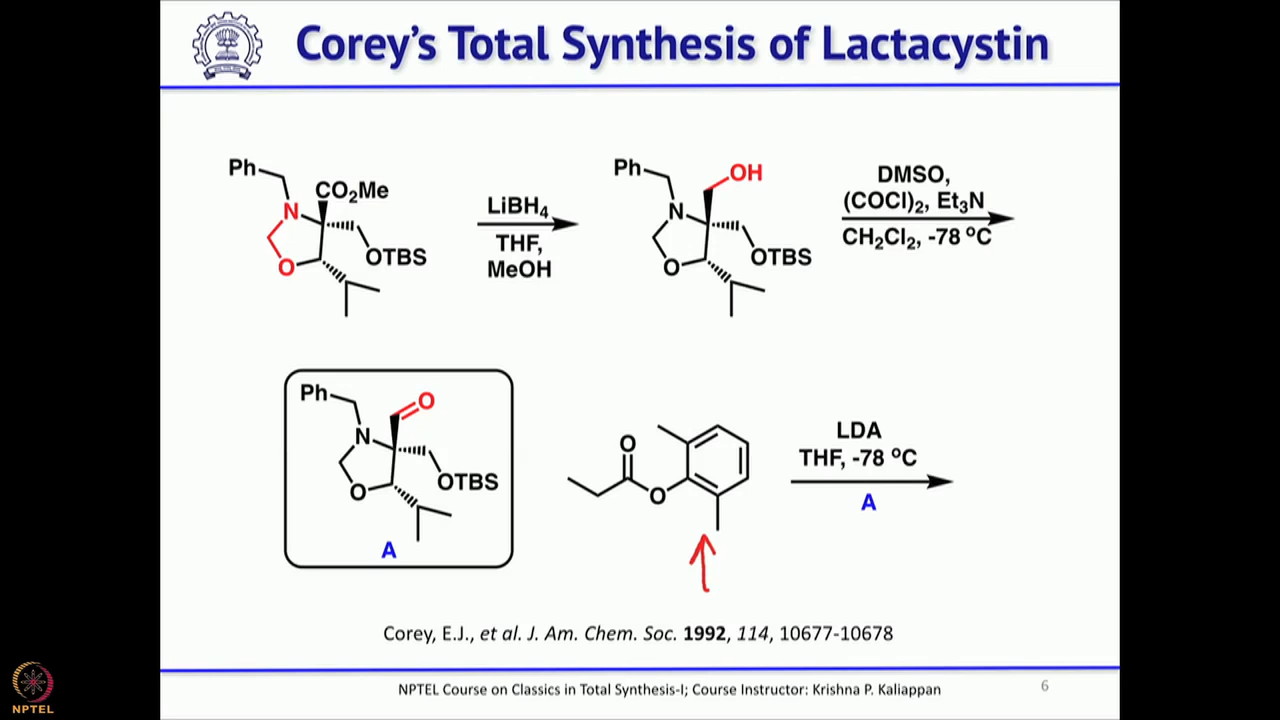 Corey's Total Synthesis of Lactacystin
Ph
N
CO2Me
O
OTBS
LiBH4
THF,
MeOH
Ph
OH
N
O
OTBS
DMSO,
(COCl)2, Et3N
CH2Cl2, -78 ºC
Ph
O
N
O
OTBS
A
O
O
LDA
THF, -78 ºC
A
Corey, E.J., et al. J. Am. Chem. Soc. 1992, 114, 10677-10678
NPTEL Course on Classics in Total Synthesis-I; Course Instructor: Krishna P. Kaliappan
6
NPTEL